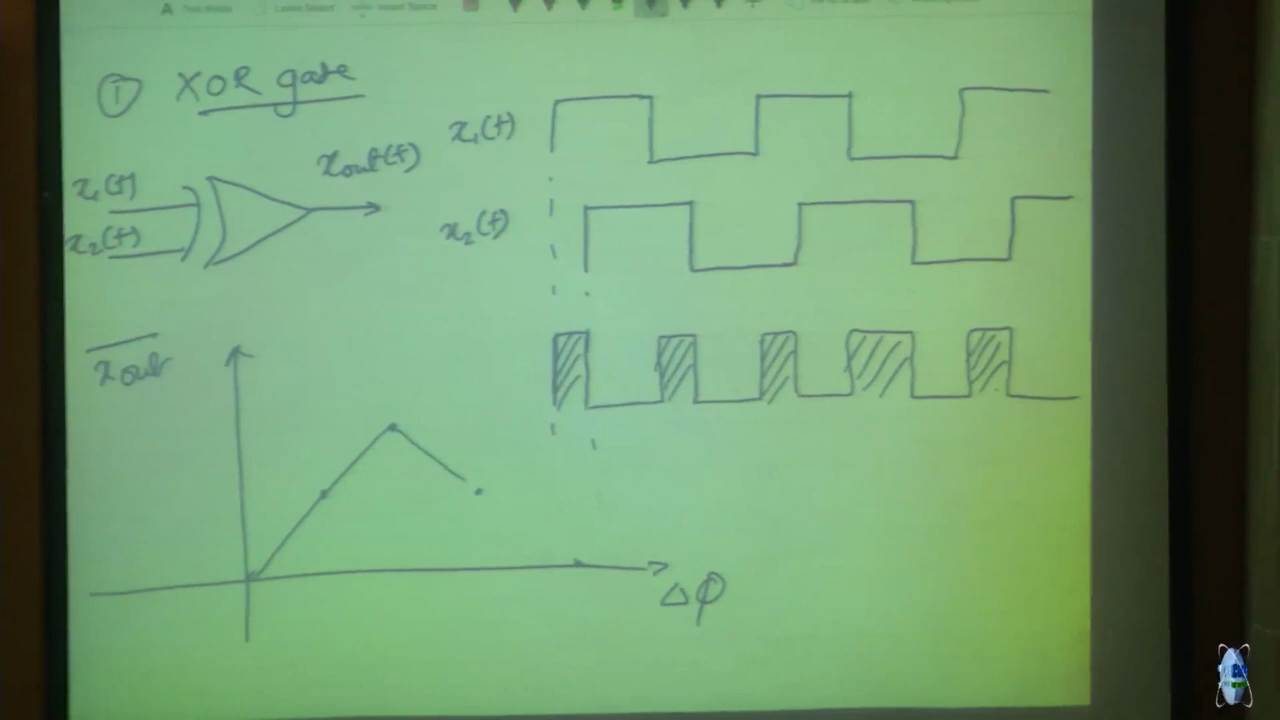 ① XOR gate
x₁(t)
x₂(t)
x_out(t)
x₁(t)
x₂(t)
x̅_out
Δφ